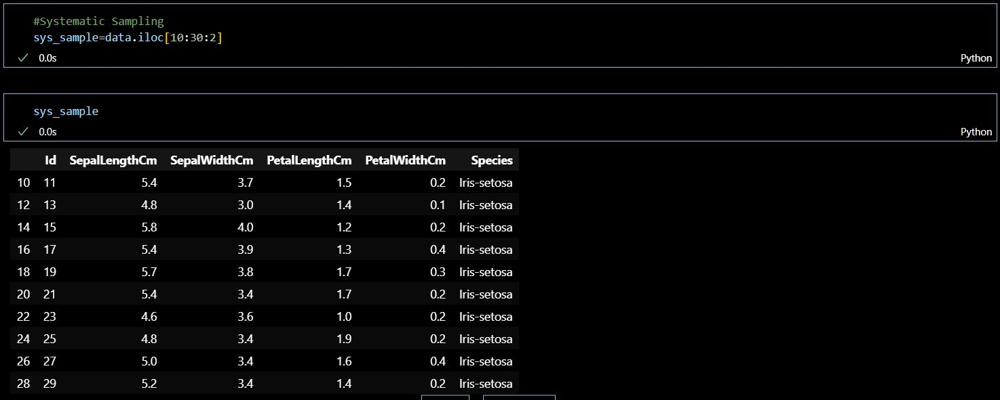 #Systematic Sampling
sys_sample=data.iloc[10:30:2]
0.0s
Python
sys_sample
0.0s
Python
Id SepalLengthCm SepalWidthCm PetalLengthCm PetalWidthCm Species
10 11 5.4 3.7 1.5 0.2 Iris-setosa
12 13 4.8 3.0 1.4 0.1 Iris-setosa
14 15 5.8 4.0 1.2 0.2 Iris-setosa
16 17 5.4 3.9 1.3 0.4 Iris-setosa
18 19 5.7 3.8 1.7 0.3 Iris-setosa
20 21 5.4 3.4 1.7 0.2 Iris-setosa
22 23 4.6 3.6 1.0 0.2 Iris-setosa
24 25 4.8 3.4 1.9 0.2 Iris-setosa
26 27 5.0 3.4 1.6 0.4 Iris-setosa
28 29 5.2 3.4 1.4 0.2 Iris-setosa